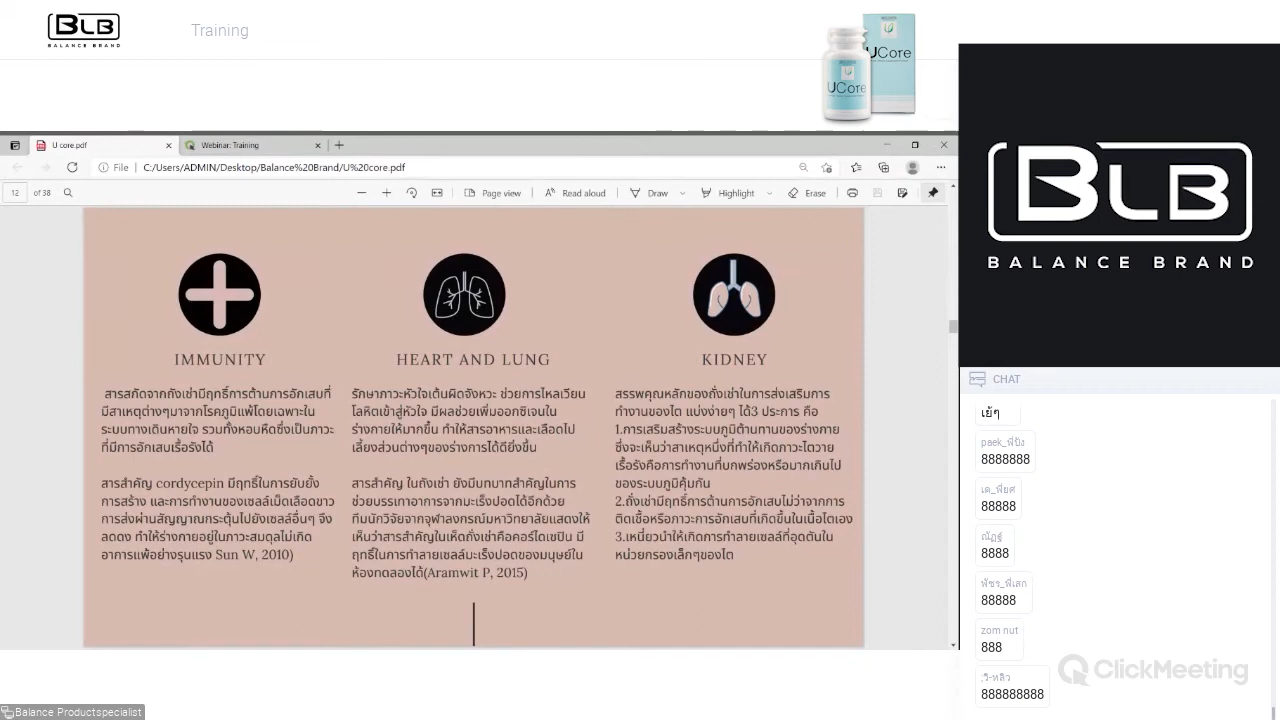 BLB
BALANCE BRAND
Training
UCore
UCore
U core.pdf
Webinar: Training
File
C:/Users/ADMIN/Desktop/Balance%20Brand/U%20core.pdf
12 of 38
Page view
Read aloud
Draw
Highlight
Erase
IMMUNITY
สารสกัดจากถังเช่ามีฤทธิ์การต้านการอักเสบที่
มีสาเหตุต่างๆมาจากโรคภูมิแพ้โดยเฉพาะใน
ระบบทางเดินหายใจ รวมทั้งหอบหืดซึ่งเป็นภาวะ
ที่มีการอักเสบเรื้อรังได้
สารสำคัญ cordycepin มีฤทธิ์ในการยับยั้ง
การสร้าง และการทำงานของเซลล์เม็ดเลือดขาว
การส่งผ่านสัญญาณกระตุ้นไปยังเซลล์อื่นๆ จึง
ลดลง ทำให้ร่างกายอยู่ในภาวะสมดุลไม่เกิด
อาการแพ้อย่างรุนแรง Sun W, 2010)
HEART AND LUNG
รักษาภาวะหัวใจเต้นผิดจังหวะ ช่วยการไหลเวียน
โลหิตเข้าสู่หัวใจ มีผลช่วยเพิ่มออกซิเจนใน
ร่างกายให้มากขึ้น ทำให้สารอาหารและเลือดไป
เลี้ยงส่วนต่างๆของร่างการได้ดียิ่งขึ้น
สารสำคัญ ในถังเช่า ยังมีบทบาทสำคัญในการ
ช่วยบรรเทาอาการจากมะเร็งปอดได้อีกด้วย
ทีมนักวิจัยจากจุฬาลงกรณ์มหาวิทยาลัยแสดงให้
เห็นว่าสารสำคัญในเห็ดถั่งเช่าคือคอร์ไดเซปิน มี
ฤทธิ์ในการทำลายเซลล์มะเร็งปอดของมนุษย์ใน
ห้องทดลองได้(Aramwit P, 2015)
KIDNEY
สรรพคุณหลักของถั่งเช่าในการส่งเสริมการ
ทำงานของไต แบ่งง่ายๆ ได้3 ประการ คือ
1.การเสริมสร้างระบบภูมิต้านทานของร่างกาย
ซึ่งจะเห็นว่าสาเหตุหนึ่งที่ทำให้เกิดภาวะไตวาย
เรื้อรังคือการทำงานที่บกพร่องหรือมากเกินไป
ของระบบภูมิคุ้มกัน
2.ถั่งเช่ามีฤทธิ์การต้านการอักเสบไม่ว่าจากการ
ติดเชื้อหรือภาวะการอักเสบที่เกิดขึ้นในเนื้อไตเอง
3.เหนี่ยวนำให้เกิดการทำลายเซลล์ที่อุดตันใน
หน่วยกรองเล็กๆของไต
BLB
BALANCE BRAND
CHAT
เย้ๆ
paek_พี่ปัง
8888888
เด_พี่ยศ
88888
ณัฏฐ์
8888
พัชร_พี่เสก
88888
zom nut
888
,วิ-หลิว
888888888
ClickMeeting
Balance Productspecialist